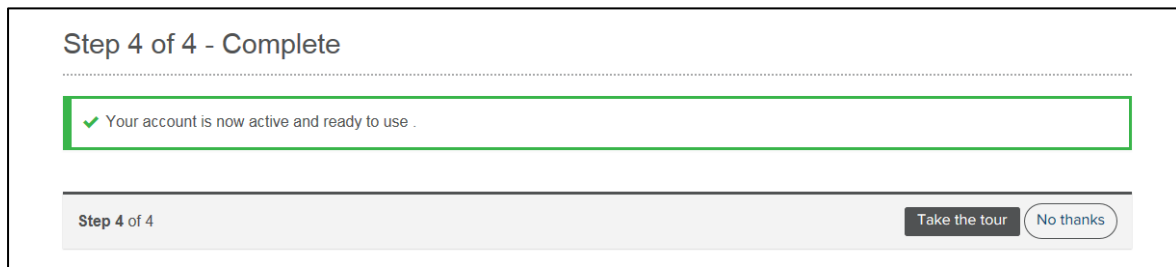 Step 4 of 4 - Complete
Your account is now active and ready to use .
Step 4 of 4
Take the tour
No thanks